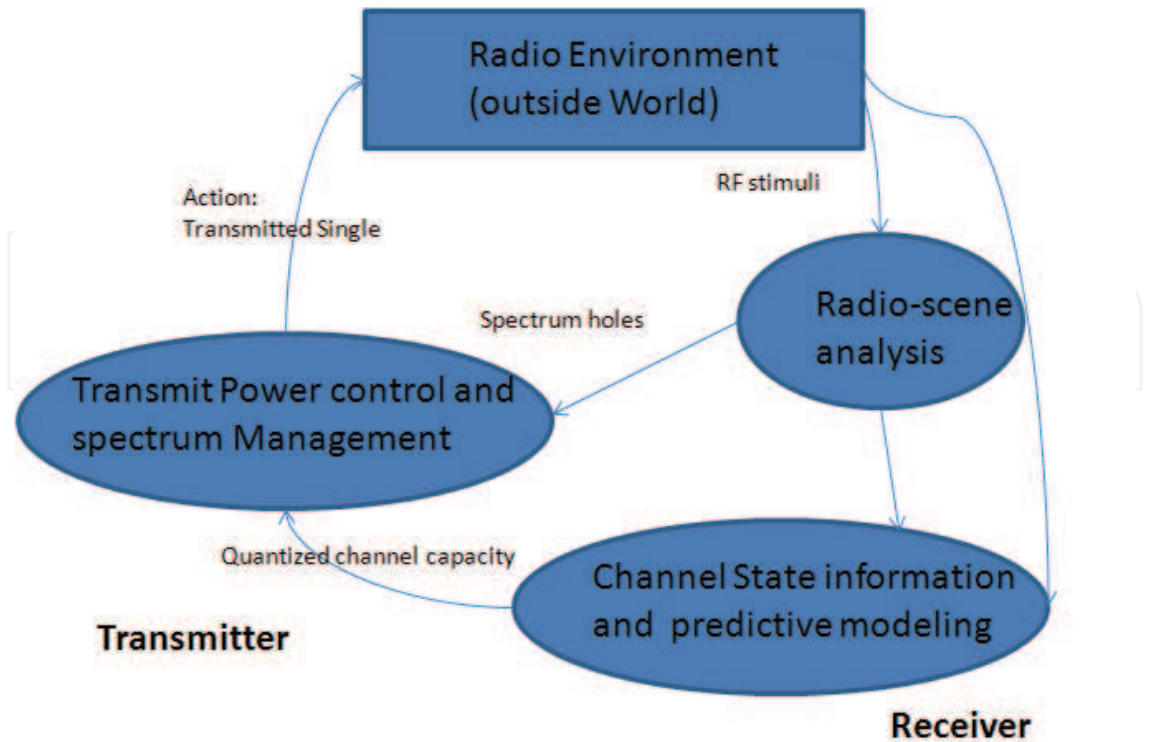 Radio Environment
(outside World)
RF stimuli
Action:
Transmitted Single
Radio-scene
analysis
Spectrum holes
Transmit Power control and
spectrum Management
Quantized channel capacity
Channel State information
and predictive modeling
Transmitter
Receiver